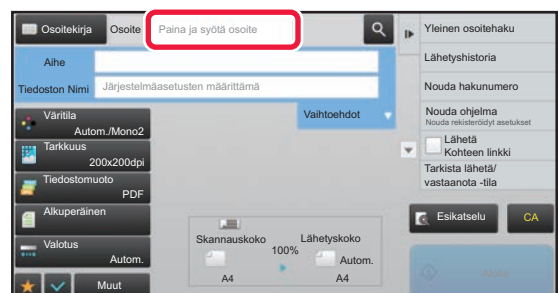 Osoitekirja
Osoite
Paina ja syötä osoite
Aihe
Tiedoston Nimi
Järjestelmäasetusten määrittämä
Väritila
Autom./Mono2
Tarkkuus
200x200dpi
Tiedostomuoto
PDF
Alkuperäinen
Valotus
Autom.
Muut
Vaihtoehdot
Skannauskoko
100%
Lähetyskoko
Autom.
A4
A4
Yleinen osoitehaku
Lähetyshistoria
Nouda hakunumero
Nouda ohjelma
Nouda rekisteröidyt asetukset
Lähetä
Kohteen linkki
Tarkista lähetä/
vastaanota -tila
Esikatselu
CA
Aloita